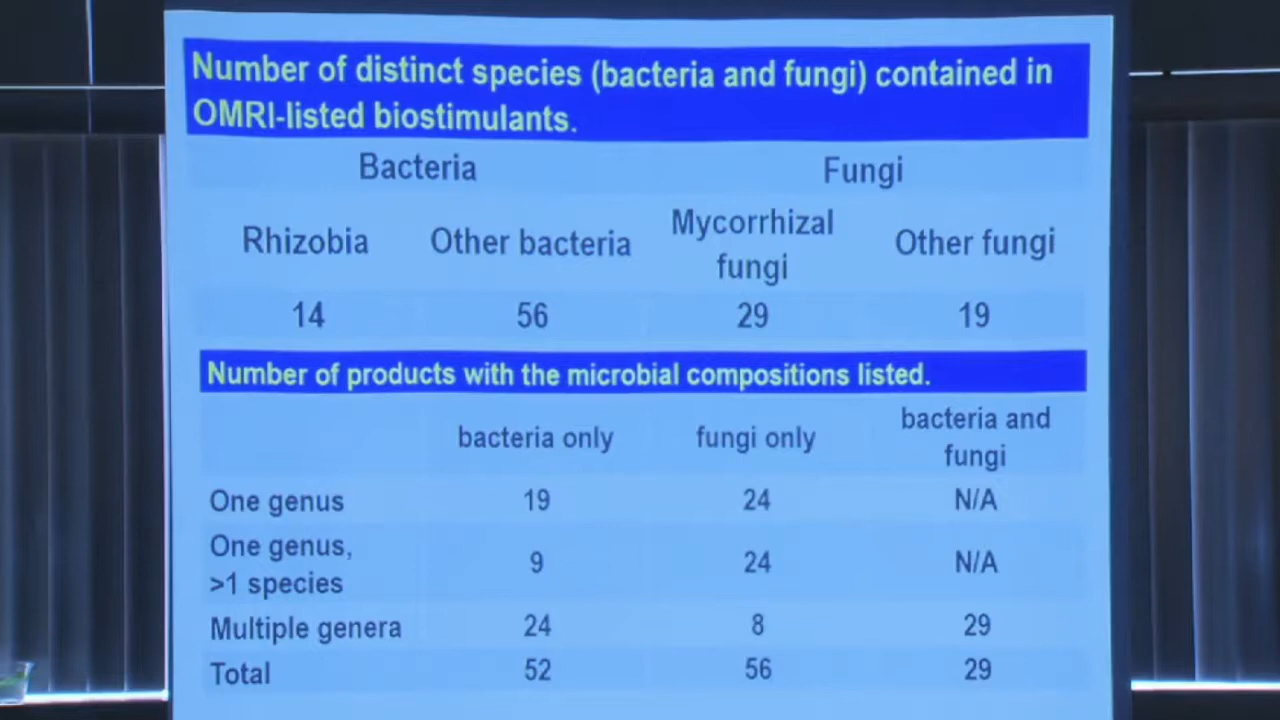 Number of distinct species (bacteria and fungi) contained in
OMRI-listed biostimulants.
Bacteria Fungi
Rhizobia Other bacteria Mycorrhizal fungi Other fungi
14 56 29 19
Number of products with the microbial compositions listed.
bacteria only fungi only bacteria and fungi
One genus 19 24 N/A
One genus, >1 species 9 24 N/A
Multiple genera 24 8 29
Total 52 56 29